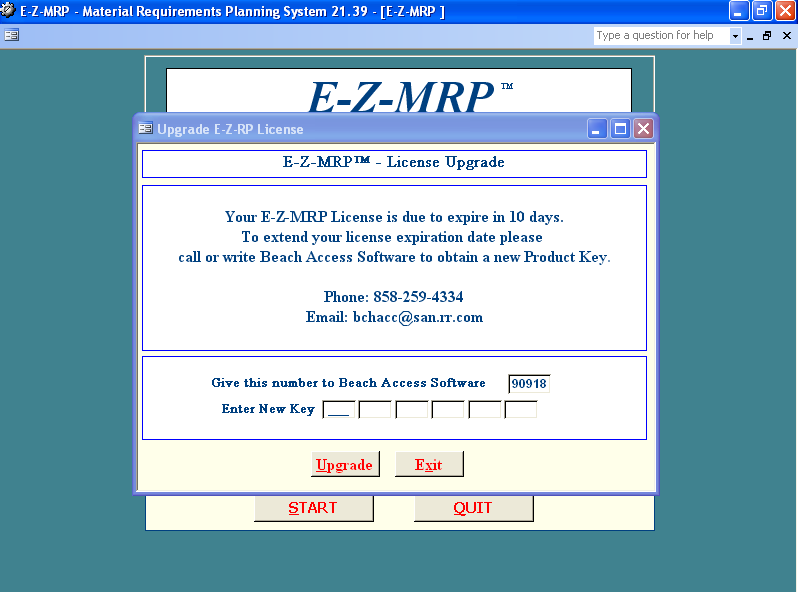 E-Z-MRP - Material Requirements Planning System 21.39 - [E-Z-MRP ]
Type a question for help
E-Z-MRP ™
Upgrade E-Z-RP License
E-Z-MRP™ - License Upgrade
Your E-Z-MRP License is due to expire in 10 days.
To extend your license expiration date please
call or write Beach Access Software to obtain a new Product Key.
Phone: 858-259-4334
Email: bchacc@san.rr.com
Give this number to Beach Access Software 90918
Enter New Key ___
Upgrade Exit
START QUIT